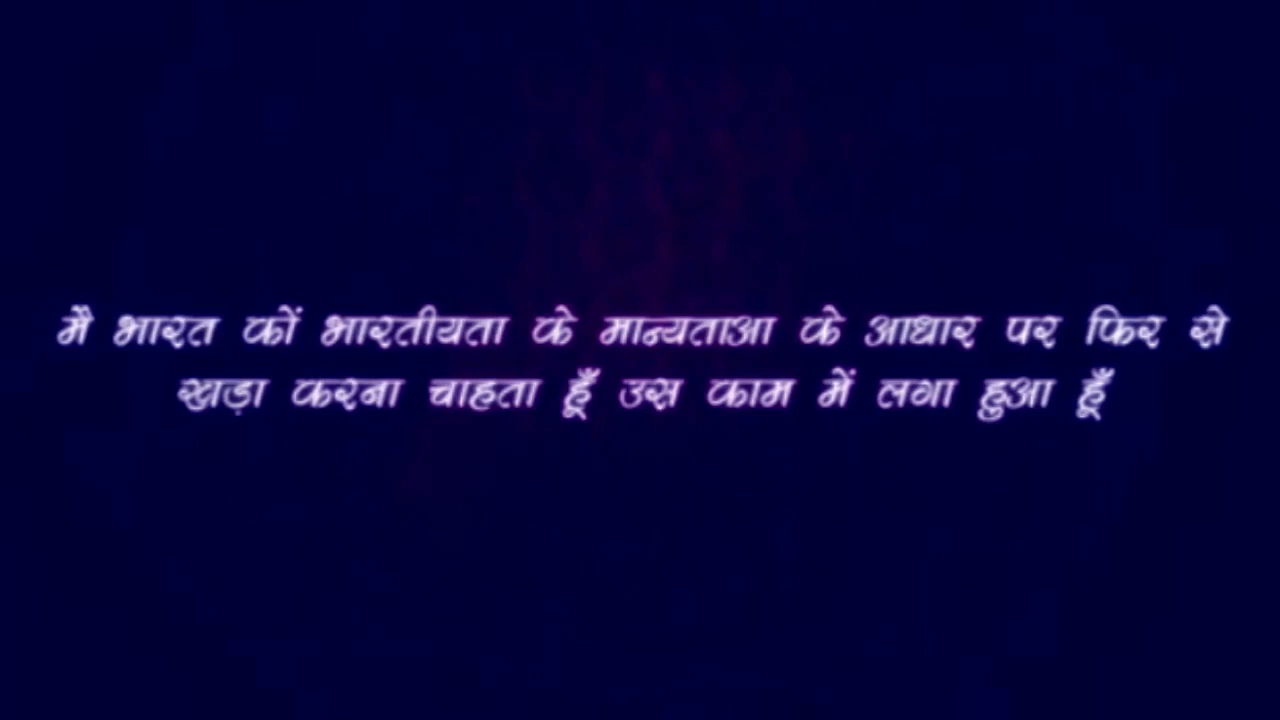 मै भारत कों भारतीयता के मान्यताआ के आधार पर फिर से
खड़ा करना चाहता हूँ उस काम में लगा हुआ हूँ